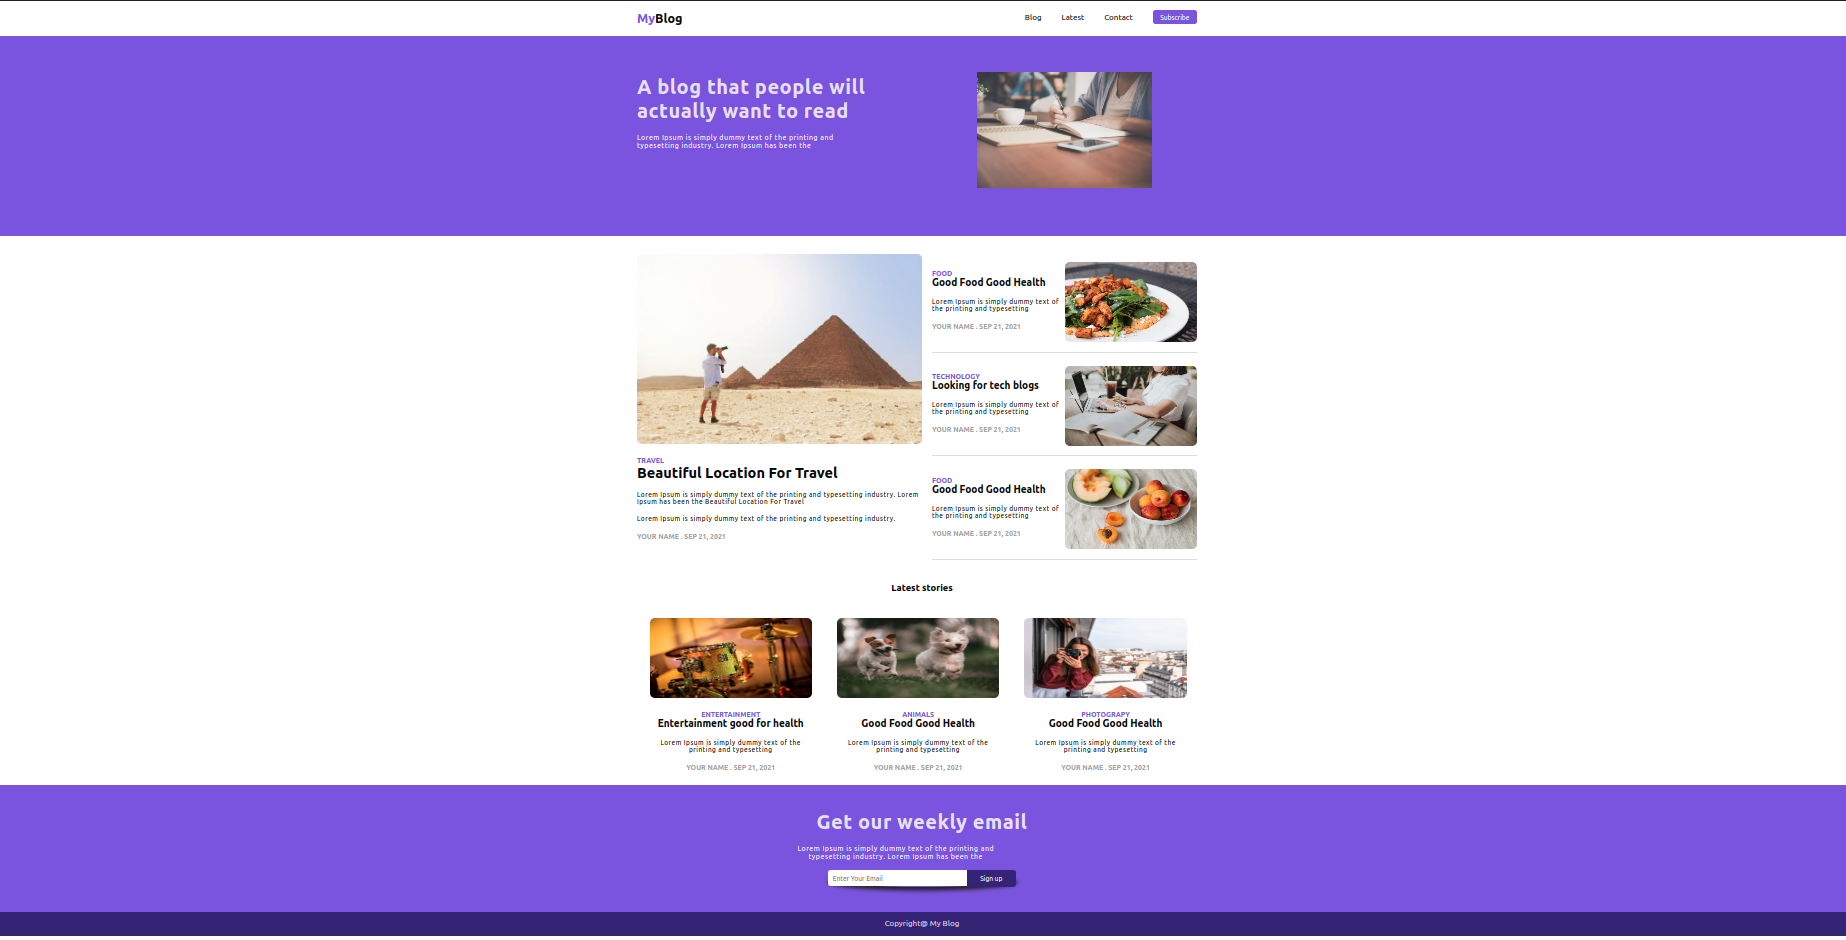 MyBlog
Blog
Latest
Contact
Subscribe
A blog that people will
actually want to read
Lorem Ipsum is simply dummy text of the printing and
typesetting industry. Lorem Ipsum has been the
TRAVEL
Beautiful Location For Travel
Lorem Ipsum is simply dummy text of the printing and typesetting industry. Lorem
Ipsum has been the Beautiful Location For Travel
Lorem Ipsum is simply dummy text of the printing and typesetting industry.
YOUR NAME . SEP 21, 2021
FOOD
Good Food Good Health
Lorem Ipsum is simply dummy text of
the printing and typesetting
YOUR NAME . SEP 21, 2021
TECHNOLOGY
Looking for tech blogs
Lorem Ipsum is simply dummy text of
the printing and typesetting
YOUR NAME . SEP 21, 2021
FOOD
Good Food Good Health
Lorem Ipsum is simply dummy text of
the printing and typesetting
YOUR NAME . SEP 21, 2021
Latest stories
ENTERTAINMENT
Entertainment good for health
Lorem Ipsum is simply dummy text of the
printing and typesetting
YOUR NAME . SEP 21, 2021
ANIMALS
Good Food Good Health
Lorem Ipsum is simply dummy text of the
printing and typesetting
YOUR NAME . SEP 21, 2021
PHOTOGRAPY
Good Food Good Health
Lorem Ipsum is simply dummy text of the
printing and typesetting
YOUR NAME . SEP 21, 2021
Get our weekly email
Lorem Ipsum is simply dummy text of the printing and
typesetting industry. Lorem Ipsum has been the
Enter Your Email
Sign up
Copyright@ My Blog